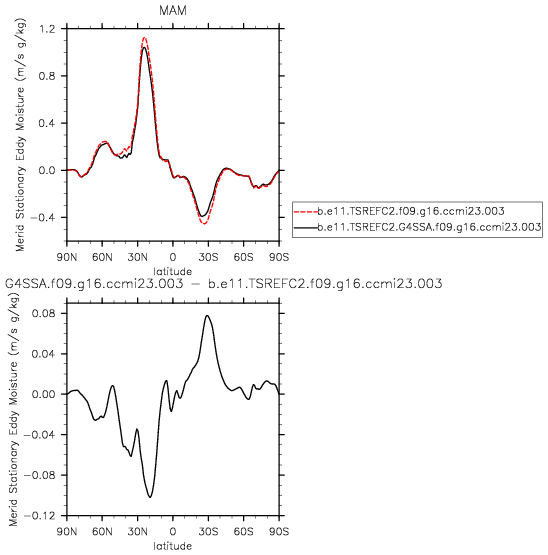 MAM
Merid Stationary Eddy Moisture (m/s g/kg)
1.2
0.8
0.4
0.0
−0.4
90N 60N 30N 0 30S 60S 90S
latitude
b.e11.TSREFC2.f09.g16.ccmi23.003
b.e11.TSREFC2.G4SSA.f09.g16.ccmi23.003
G4SSA.f09.g16.ccmi23.003 − b.e11.TSREFC2.f09.g16.ccmi23.003
Merid Stationary Eddy Moisture (m/s g/kg)
0.08
0.04
0.00
−0.04
−0.08
−0.12
90N 60N 30N 0 30S 60S 90S
latitude